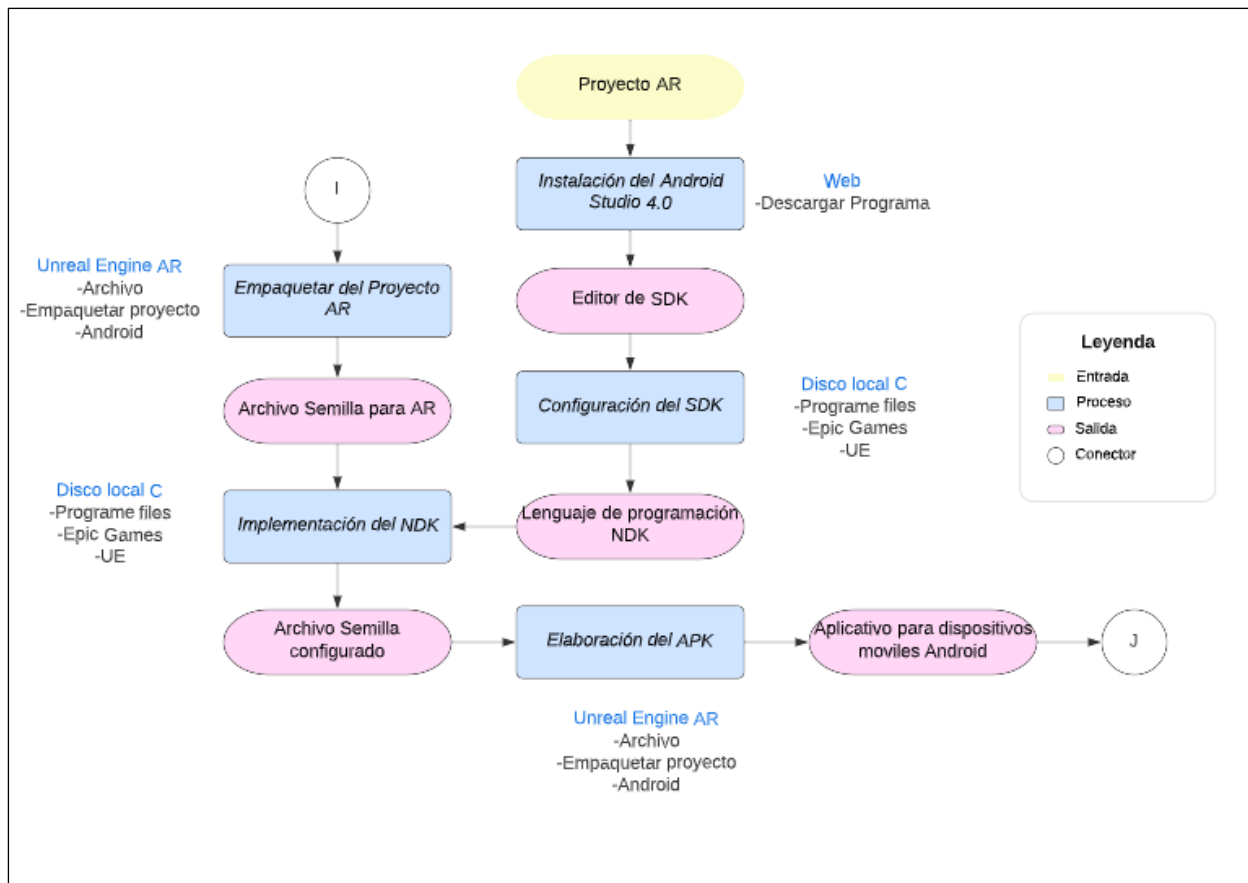 Proyecto AR
I
Instalación del Android
Studio 4.0
Web
-Descargar Programa
Unreal Engine AR
-Archivo
-Empaquetar proyecto
-Android
Empaquetar del Proyecto
AR
Editor de SDK
Leyenda
Entrada
Proceso
Salida
Conector
Archivo Semilla para AR
Configuración del SDK
Disco local C
-Programe files
-Epic Games
-UE
Disco local C
-Programe files
-Epic Games
-UE
Implementación del NDK
Lenguaje de programación
NDK
Archivo Semilla
configurado
Elaboración del APK
Aplicativo para dispositivos
moviles Android
J
Unreal Engine AR
-Archivo
-Empaquetar proyecto
-Android